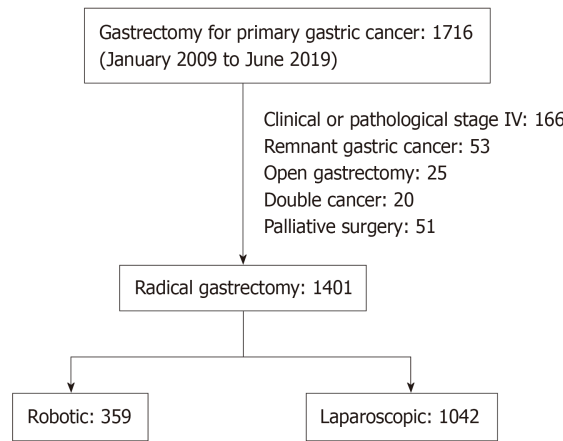 Gastrectomy for primary gastric cancer: 1716
(January 2009 to June 2019)
Clinical or pathological stage IV: 166
Remnant gastric cancer: 53
Open gastrectomy: 25
Double cancer: 20
Palliative surgery: 51
Radical gastrectomy: 1401
Robotic: 359
Laparoscopic: 1042